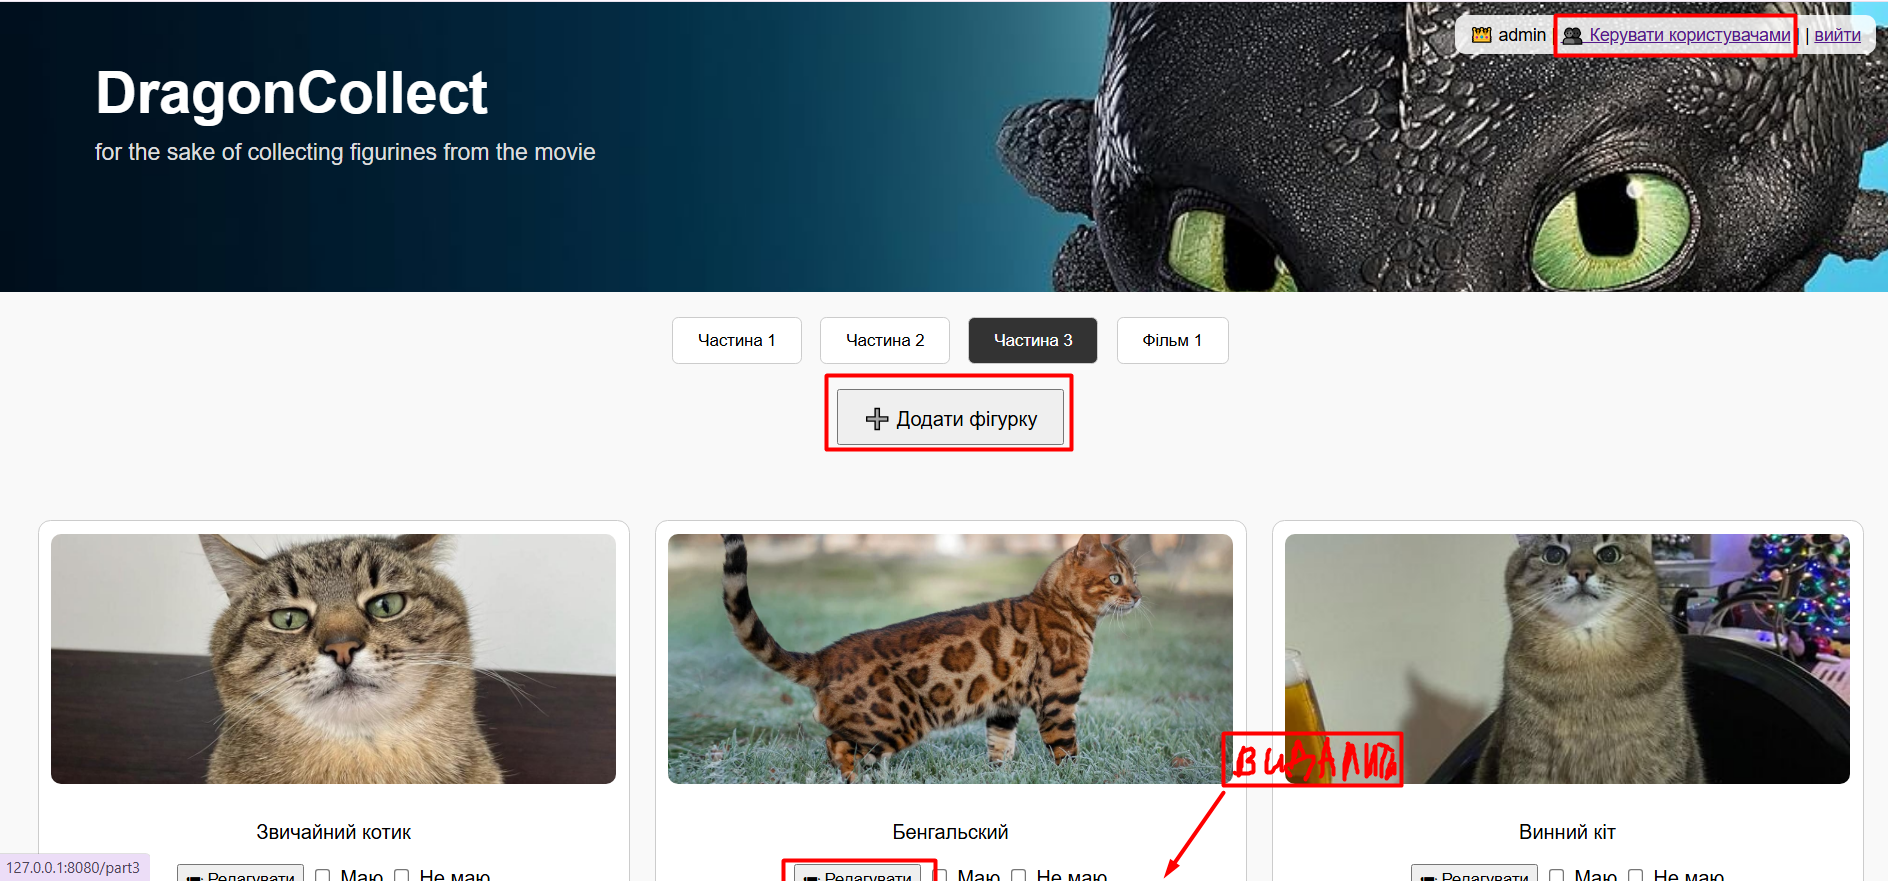 admin | Керувати користувачами | вийти
DragonCollect
for the sake of collecting figurines from the movie
Частина 1 Частина 2 Частина 3 Фільм 1
Додати фігурку
ВИДАЛИТИ
Звичайний котик Бенгальский Винний кіт
Редагувати Маю Не маю Редагувати Маю Не маю Редагувати Маю Не маю
127.0.0.1:8080/part3